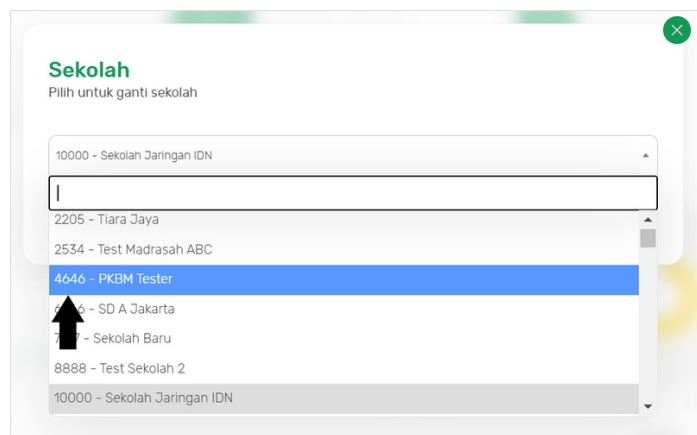 Sekolah
Pilih untuk ganti sekolah
10000 - Sekolah Jaringan IDN
2205 - Tiara Jaya
2534 - Test Madrasah ABC
4646 - PKBM Tester
- SD A Jakarta
- Sekolah Baru
8888 - Test Sekolah 2
10000 - Sekolah Jaringan IDN